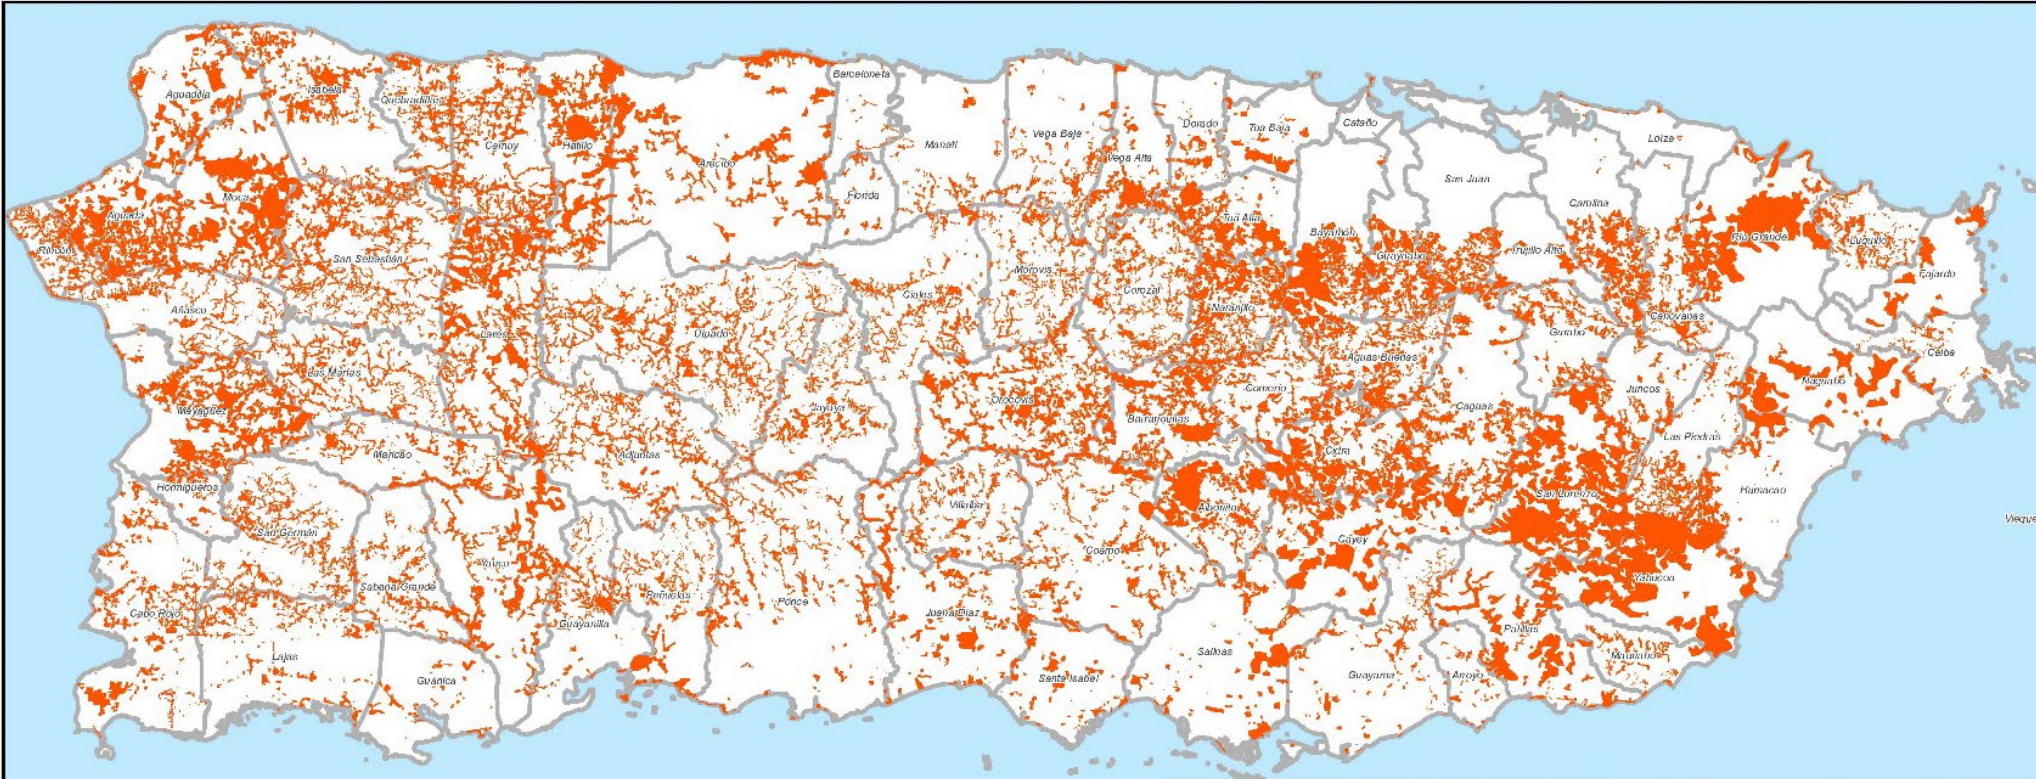 Barceloneta
Aguadilla
Isabela
Quebradillas
Camuy
Hatillo
Arecibo
Manatí
Vega Baja
Vega Alta
Dorado
Toa Baja
Cataño
Loíza
San Juan
Carolina
Florida
Moca
Aguada
Rincón
San Sebastián
Toa Alta
Bayamón
Guaynabo
Trujillo Alto
Río Grande
Luquillo
Fajardo
Morovis
Corozal
Ciales
Naranjito
Canóvanas
Añasco
Lares
Utuado
Gurabo
Aguas Buenas
Ceiba
Las Marías
Comerío
Juncos
Naguabo
Mayagüez
Jayuya
Orocovis
Barranquitas
Caguas
Las Piedras
Maricao
Adjuntas
Cidra
Hormigueros
San Lorenzo
Humacao
Villalba
Aibonito
Vieque
San Germán
Cayey
Coamo
Yauco
Sabana Grande
Peñuelas
Ponce
Yabucoa
Cabo Rojo
Guayanilla
Juana Díaz
Patillas
Lajas
Salinas
Maunabo
Guánica
Santa Isabel
Guayama
Arroyo